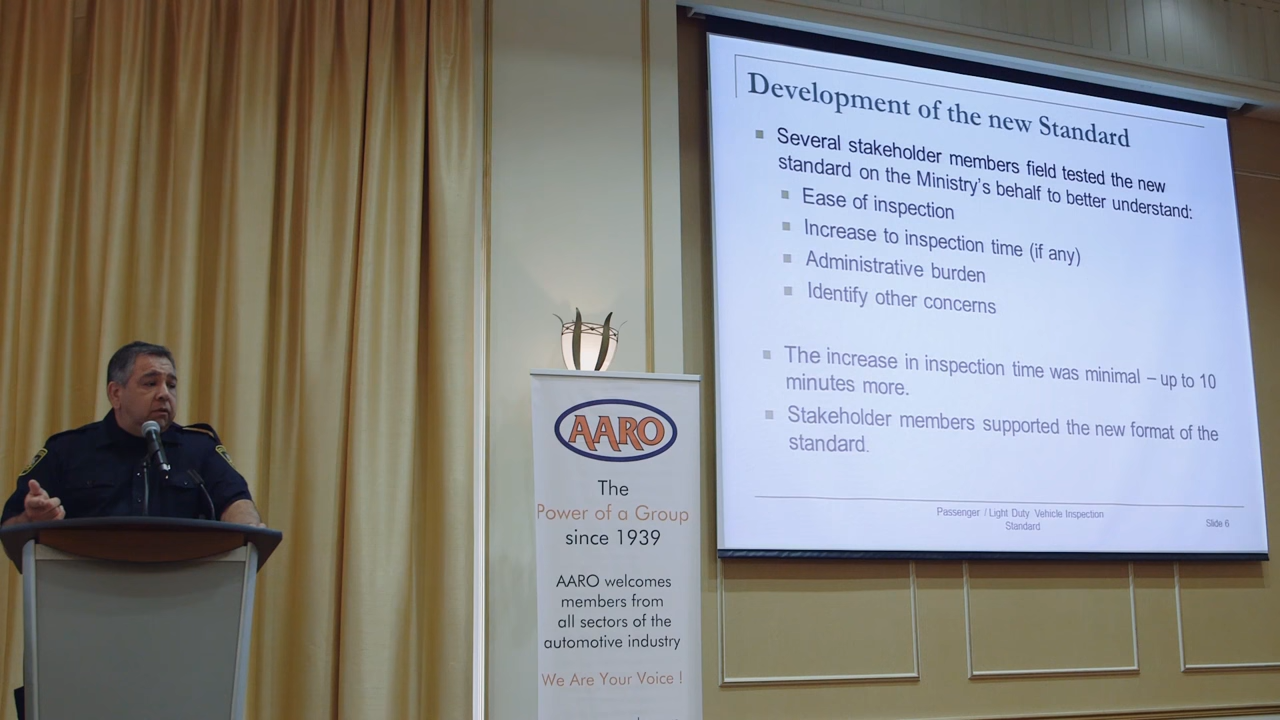 Development of the new Standard
Several stakeholder members field tested the new
standard on the Ministry's behalf to better understand:
Ease of inspection
Increase to inspection time (if any)
Administrative burden
Identify other concerns
The increase in inspection time was minimal – up to 10
minutes more.
Stakeholder members supported the new format of the
standard.
Passenger / Light Duty Vehicle Inspection
Standard
Slide 6
AARO
The
Power of a Group
since 1939
AARO welcomes
members from
all sectors of the
automotive industry
We Are Your Voice !